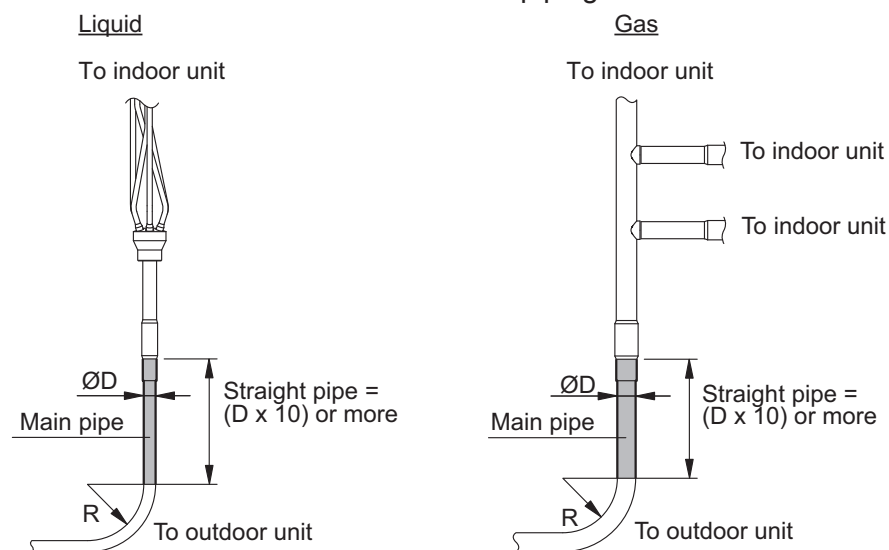 Liquid
To indoor unit
ØD
Straight pipe =
(D x 10) or more
Main pipe
R
To outdoor unit
Gas
To indoor unit
To indoor unit
To indoor unit
ØD
Straight pipe =
(D x 10) or more
Main pipe
R
To outdoor unit